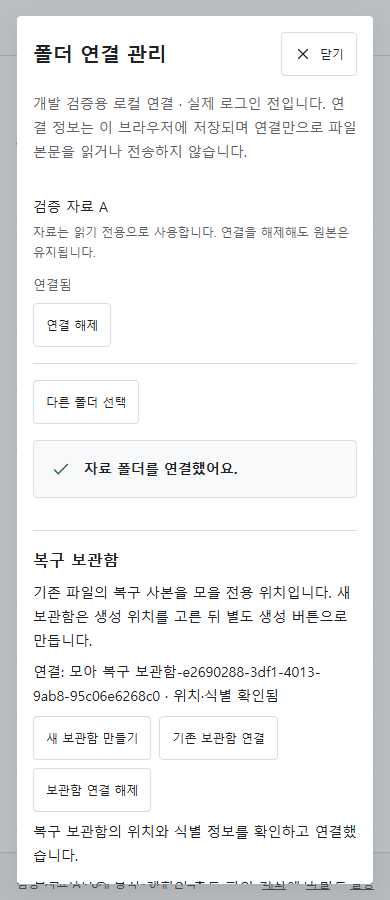 폴더 연결 관리
닫기
개발 검증용 로컬 연결 · 실제 로그인 전입니다. 연
결 정보는 이 브라우저에 저장되며 연결만으로 파일
본문을 읽거나 전송하지 않습니다.
검증 자료 A
자료는 읽기 전용으로 사용합니다. 연결을 해제해도 원본은
유지됩니다.
연결됨
연결 해제
다른 폴더 선택
자료 폴더를 연결했어요.
복구 보관함
기존 파일의 복구 사본을 모을 전용 위치입니다. 새
보관함은 생성 위치를 고른 뒤 별도 생성 버튼으로
만듭니다.
연결: 모아 복구 보관함-e2690288-3df1-4013-
9ab8-95c06e6268c0 · 위치·식별 확인됨
새 보관함 만들기
기존 보관함 연결
보관함 연결 해제
복구 보관함의 위치와 식별 정보를 확인하고 연결했
습니다.